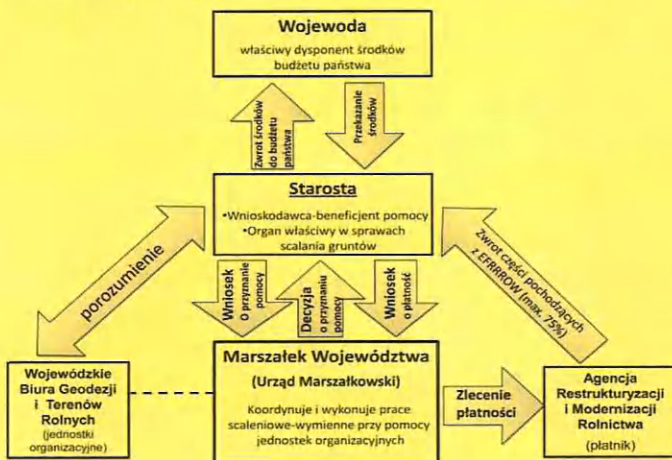 Wojewoda
właściwy dysponent środków
budżetu państwa
Zwrot środków
do budżetu
państwa
Przekazanie
środków
Starosta
•Wnioskodawca-beneficjent pomocy
•Organ właściwy w sprawach
scalania gruntów
porozumienie
Zwrot części pochodzących
z EFRRROW (max. 75%)
Wniosek
O przyznanie
pomocy
Decyzja
o przyznaniu
pomocy
Wniosek
o płatność
Wojewódzkie
Biura Geodezji
i Terenów
Rolnych
(jednostki
organizacyjne)
Marszałek Województwa
(Urząd Marszałkowski)
Koordynuje i wykonuje prace
scaleniowe-wymienne przy pomocy
jednostek organizacyjnych
Zlecenie
płatności
Agencja
Restrukturyzacji
i Modernizacji
Rolnictwa
(płatnik)